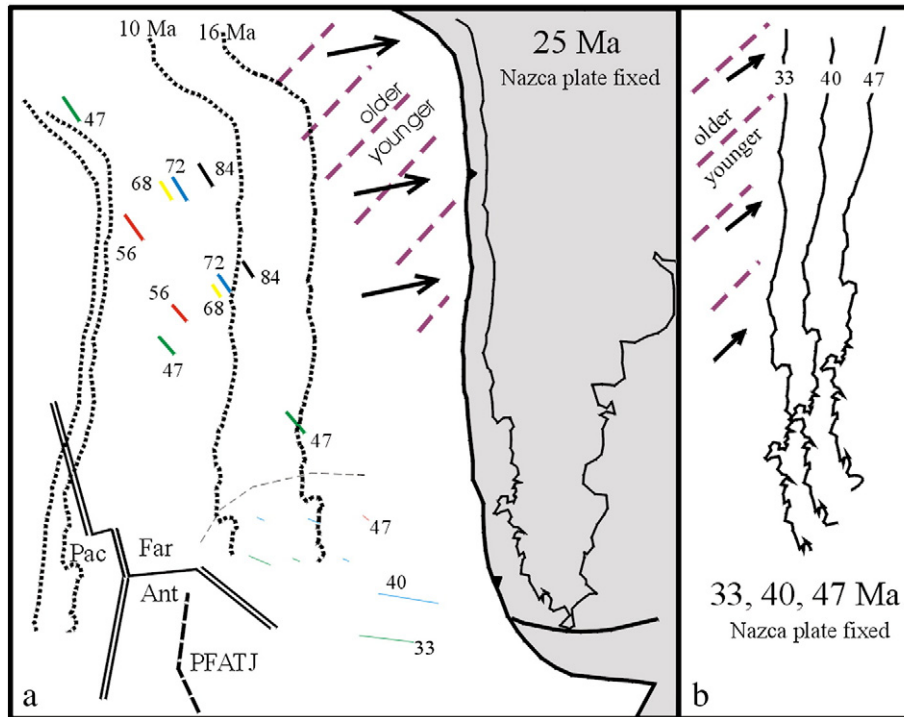 10 Ma
16 Ma
25 Ma
Nazca plate fixed
older
younger
47
72
84
68
56
72
84
56
68
47
47
47
Pac
Far
Ant
40
33
PFATJ
a
33
40
47
older
younger
33, 40, 47 Ma
Nazca plate fixed
b